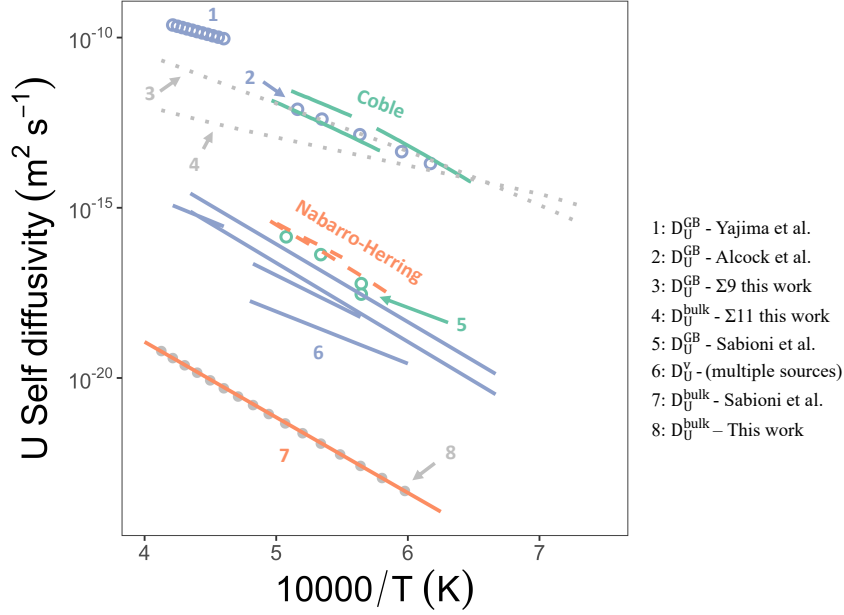 1
10⁻¹⁰
2
Coble
3
4
10⁻¹⁵
Nabarro-Herring
5
6
10⁻²⁰
7
8
U Self diffusivity (m² s⁻¹)
4 5 6 7
10000/T (K)
1: D_U^GB - Yajima et al.
2: D_U^GB - Alcock et al.
3: D_U^GB - Σ9 this work
4: D_U^bulk - Σ11 this work
5: D_U^GB - Sabioni et al.
6: D_U^v - (multiple sources)
7: D_U^bulk - Sabioni et al.
8: D_U^bulk – This work